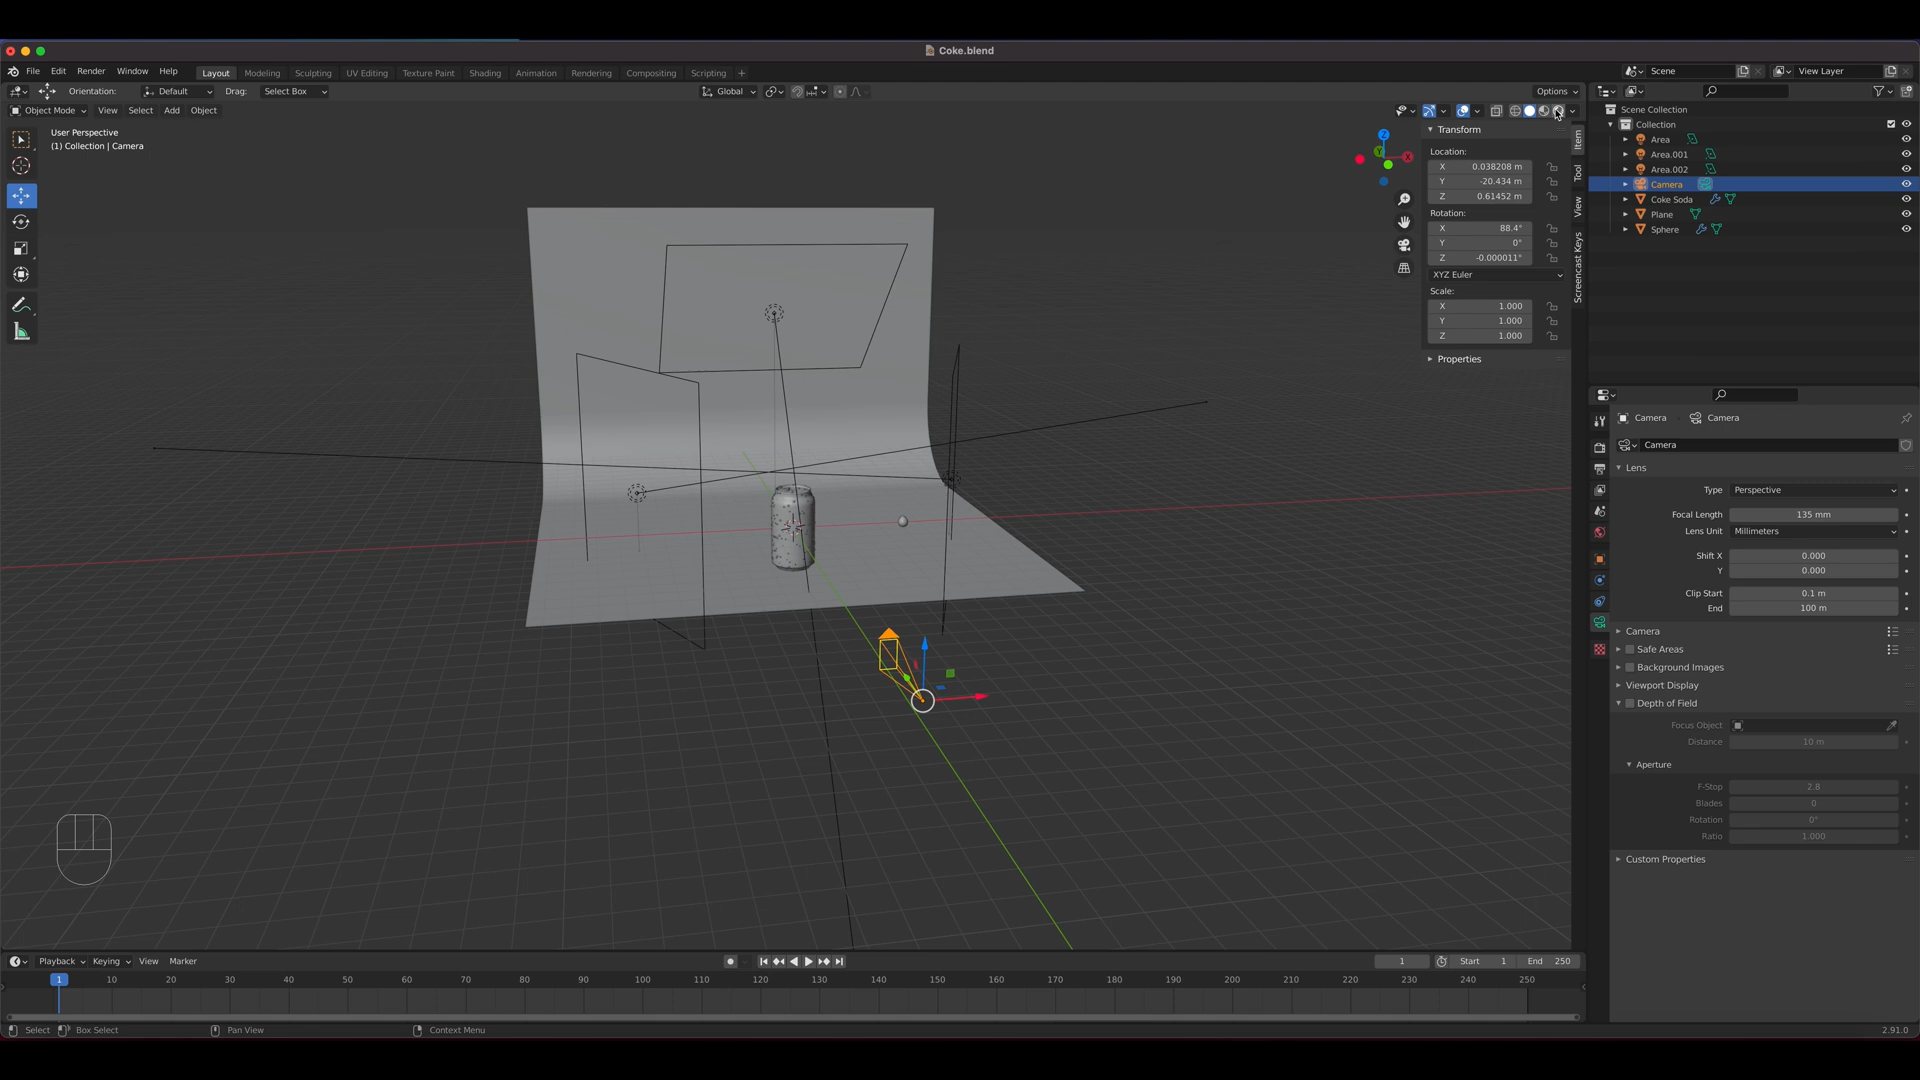 Coke.blend
File Edit Render Window Help Layout Modeling Sculpting UV Editing Texture Paint Shading Animation Rendering Compositing Scripting + Scene View Layer
Orientation: Default Drag: Select Box Global Options
Object Mode View Select Add Object
User Perspective
(1) Collection | Camera
Z
Y
X
Transform
Location:
X 0.038208 m
Y -20.434 m
Z 0.61452 m
Rotation:
X 88.4°
Y 0°
Z -0.000011°
XYZ Euler
Scale:
X 1.000
Y 1.000
Z 1.000
Properties
Item
Tool
View
Screencast Keys
Scene Collection
Collection
Area
Area.001
Area.002
Camera
Coke Soda
Plane
Sphere
Camera Camera
Camera
Lens
Type Perspective
Focal Length 135 mm
Lens Unit Millimeters
Shift X 0.000
Y 0.000
Clip Start 0.1 m
End 100 m
Camera
Safe Areas
Background Images
Viewport Display
Depth of Field
Focus Object
Distance 10 m
Aperture
F-Stop 2.8
Blades 0
Rotation 0°
Ratio 1.000
Custom Properties
Playback Keying View Marker 1 Start 1 End 250
1 10 20 30 40 50 60 70 80 90 100 110 120 130 140 150 160 170 180 190 200 210 220 230 240 250
Select Box Select Pan View Context Menu 2.91.0